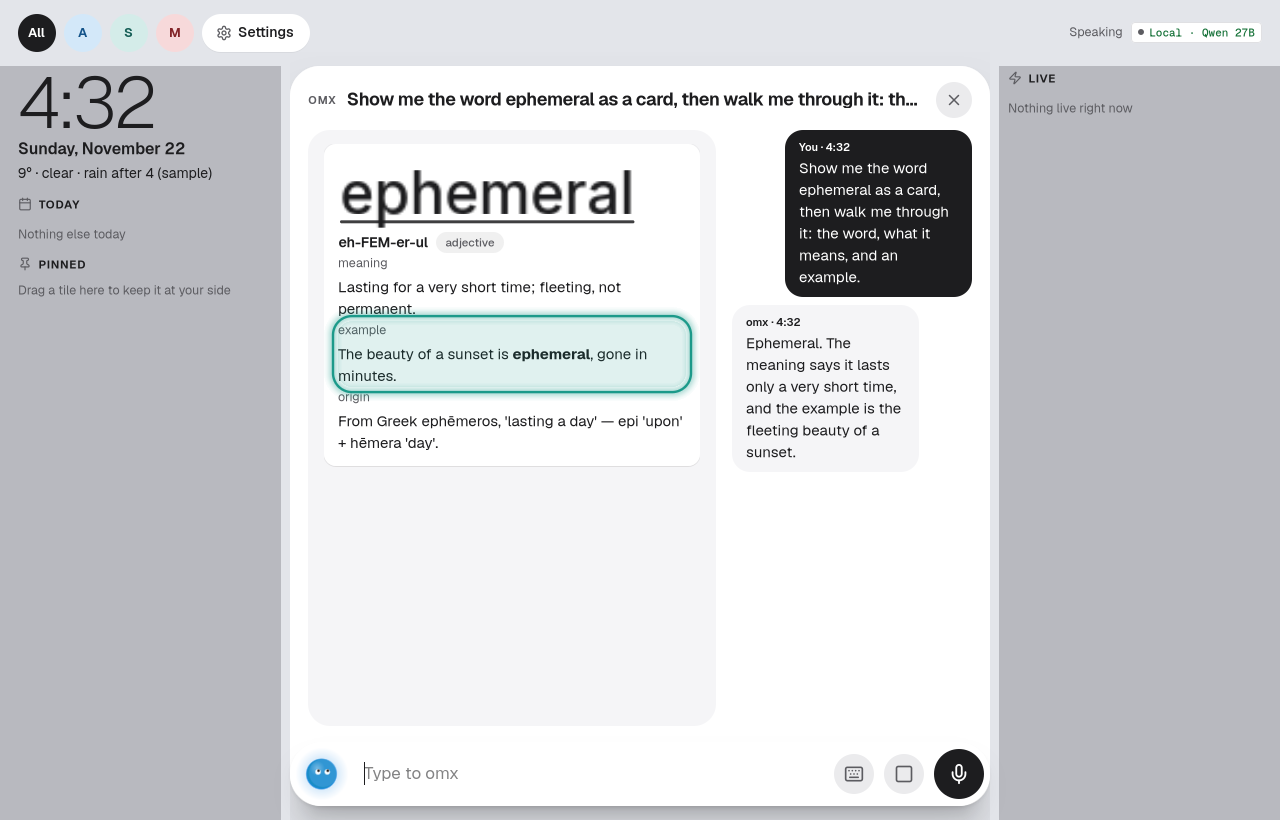 All
A
S
M
Settings
Speaking
Local · Qwen 27B
4:32
Sunday, November 22
9° · clear · rain after 4 (sample)
TODAY
Nothing else today
PINNED
Drag a tile here to keep it at your side
OMX
Show me the word ephemeral as a card, then walk me through it: th...
ephemeral
eh-FEM-er-ul
adjective
meaning
Lasting for a very short time; fleeting, not
permanent.
example
The beauty of a sunset is ephemeral, gone in
minutes.
origin
From Greek ephēmeros, 'lasting a day' — epi 'upon'
+ hēmera 'day'.
You · 4:32
Show me the word
ephemeral as a card,
then walk me through
it: the word, what it
means, and an
example.
omx · 4:32
Ephemeral. The
meaning says it lasts
only a very short time,
and the example is the
fleeting beauty of a
sunset.
Type to omx
LIVE
Nothing live right now